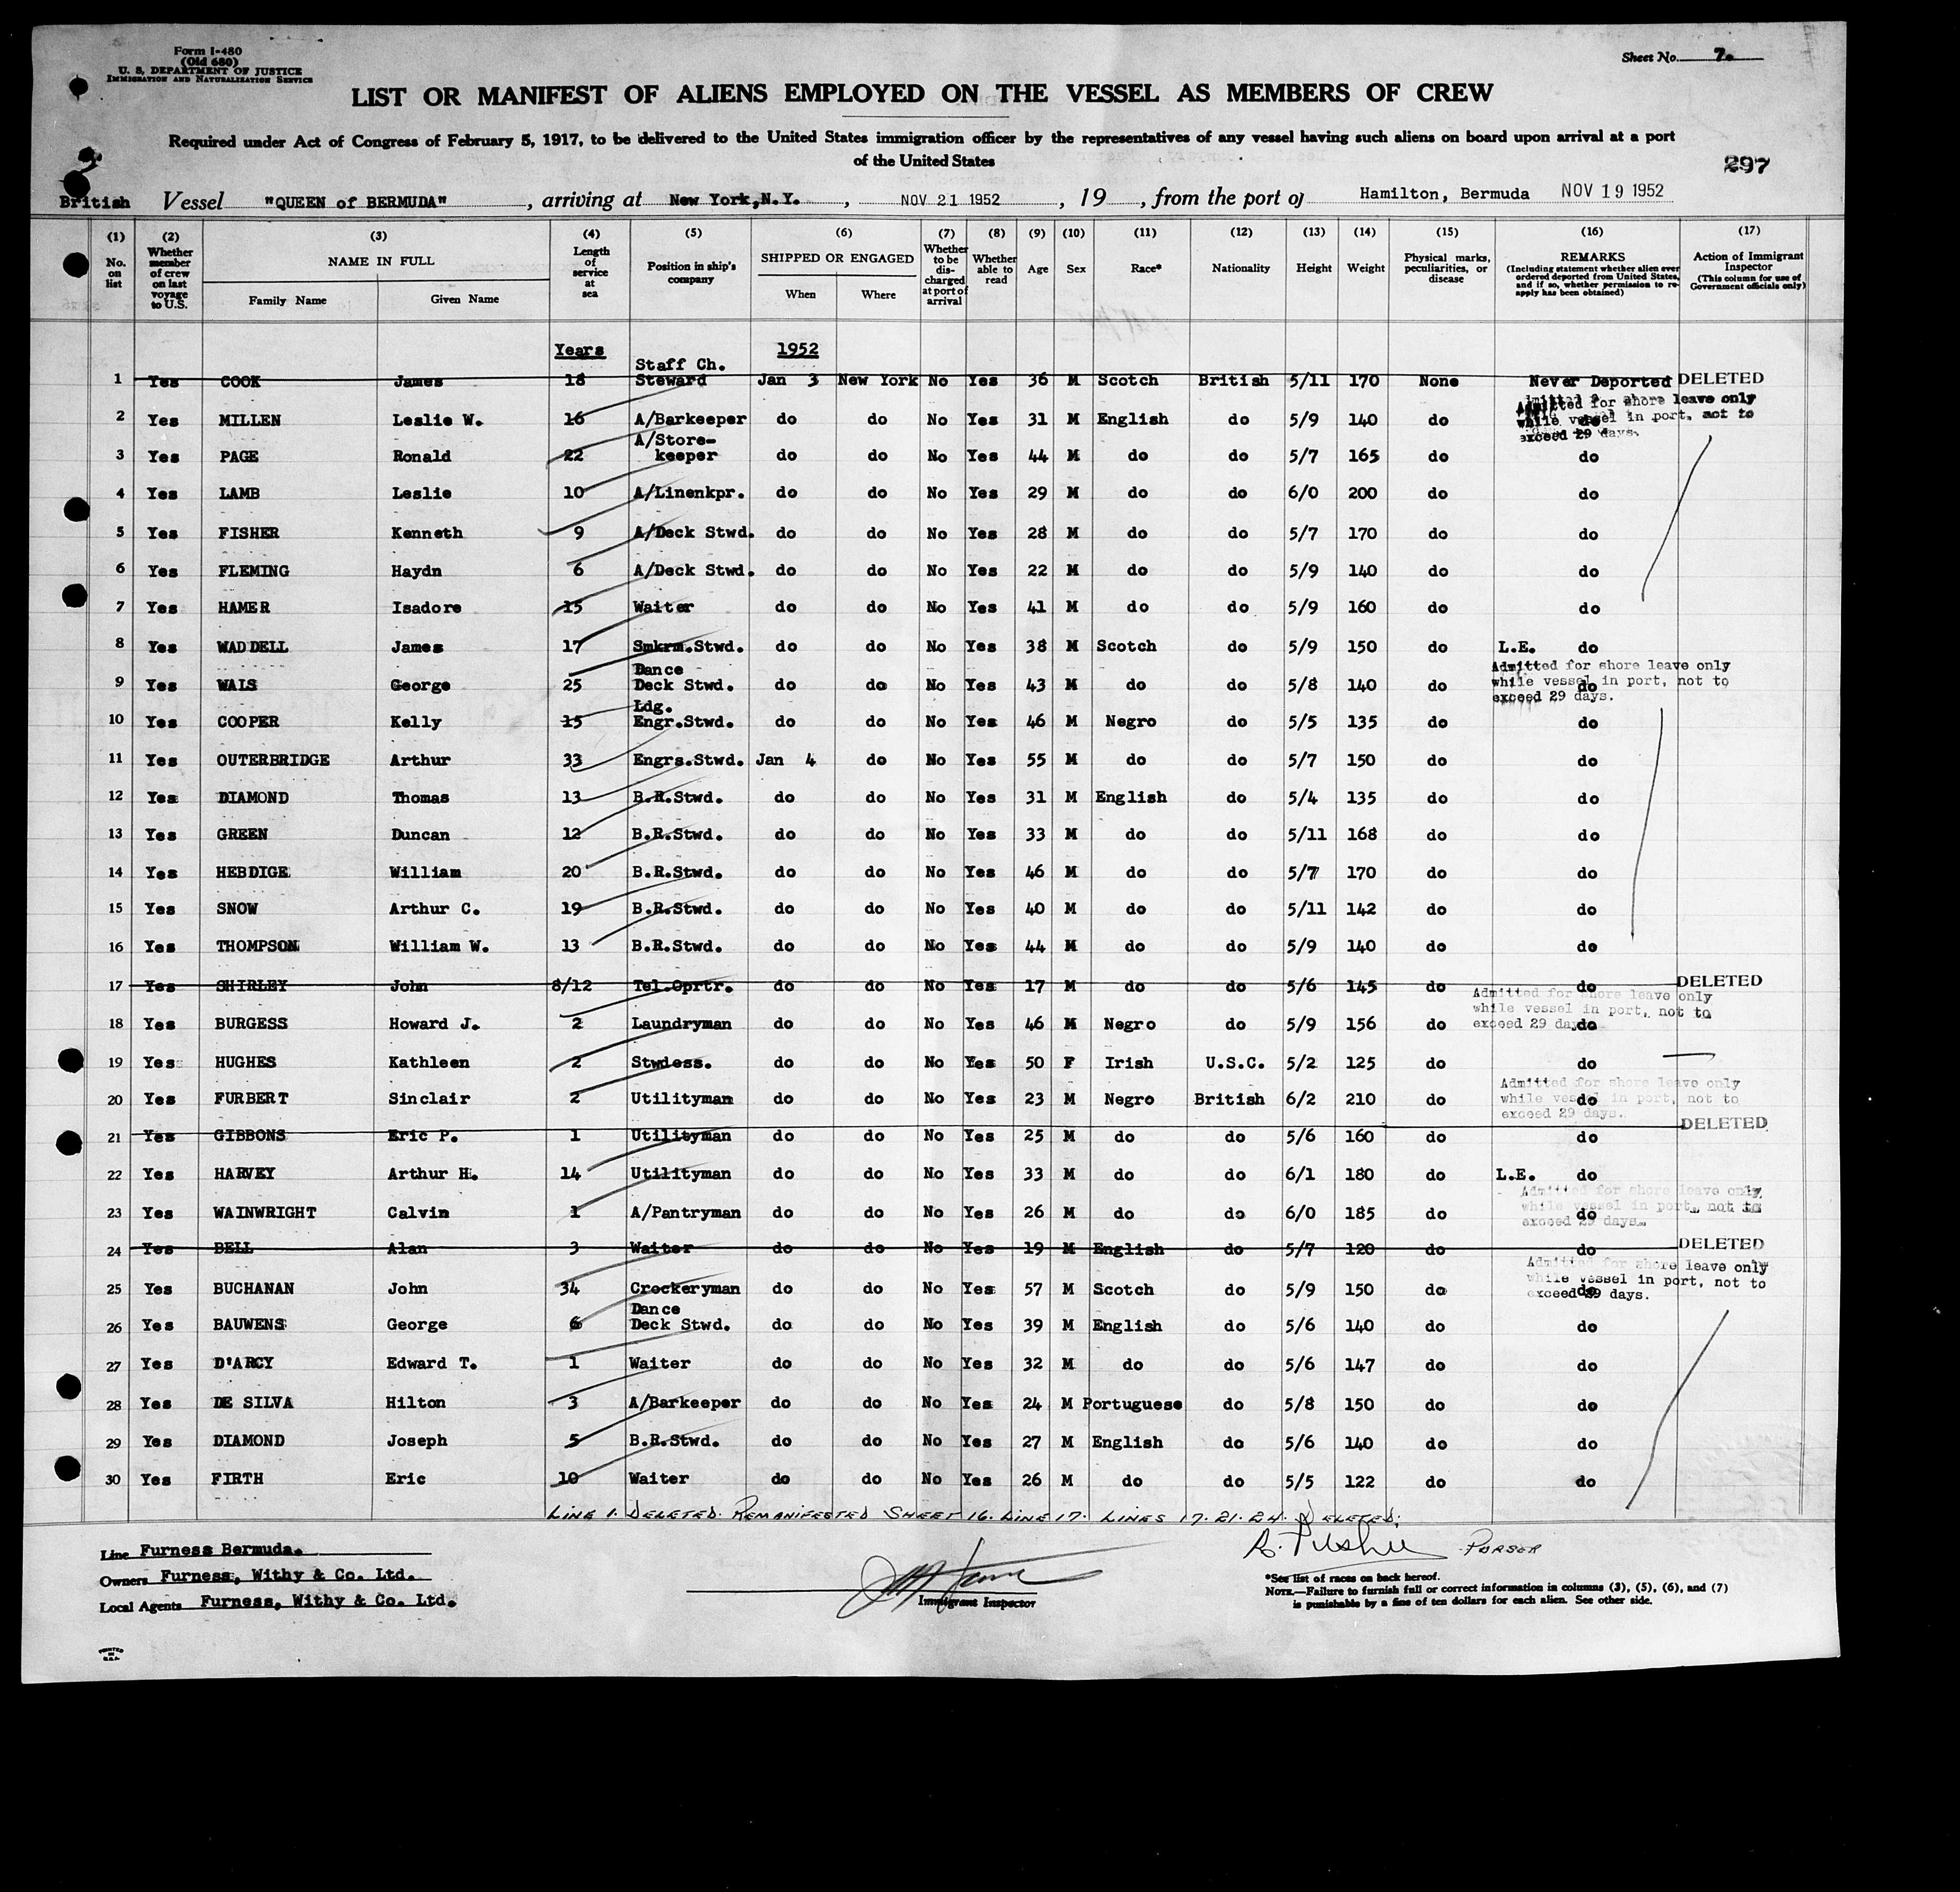 Form I-480
(Old 680)
U. S. DEPARTMENT OF JUSTICE
IMMIGRATION AND NATURALIZATION SERVICE
Sheet No. 7.
LIST OR MANIFEST OF ALIENS EMPLOYED ON THE VESSEL AS MEMBERS OF CREW
Required under Act of Congress of February 5, 1917, to be delivered to the United States immigration officer by the representatives of any vessel having such aliens on board upon arrival at a port
of the United States
297
British Vessel "QUEEN of BERMUDA", arriving at New York, N.Y., NOV 21 1952, 19, from the port of Hamilton, Bermuda NOV 19 1952
(1) (2) (3) (4) (5) (6) (7) (8) (9) (10) (11) (12) (13) (14) (15) (16) (17)
No. on list
Whether member of crew on last voyage to U.S.
NAME IN FULL
Family Name Given Name
Length of service at sea
Position in ship's company
SHIPPED OR ENGAGED
When Where
Whether to be discharged at port of arrival
Whether able to read
Age
Sex
Race*
Nationality
Height
Weight
Physical marks, peculiarities, or disease
REMARKS
(Including statement whether alien ever ordered deported from United States, and if so, whether permission to re-apply has been obtained)
Action of Immigrant Inspector
(This column for use of Government officials only)
Years 1952
1 Yes COOK James 18 Staff Ch. Steward Jan 3 New York No Yes 36 M Scotch British 5/11 170 None Never Deported DELETED
Admitted for shore leave only
while vessel in port, not to
exceed 29 days.
2 Yes MILLEN Leslie W. 16 A/Barkeeper do do No Yes 31 M English do 5/9 140 do do
3 Yes PAGE Ronald 22 A/Store-keeper do do No Yes 44 M do do 5/7 165 do do
4 Yes LAMB Leslie 10 A/Linenkpr. do do No Yes 29 M do do 6/0 200 do do
5 Yes FISHER Kenneth 9 A/Deck Stwd. do do No Yes 28 M do do 5/7 170 do do
6 Yes FLEMING Haydn 6 A/Deck Stwd. do do No Yes 22 M do do 5/9 140 do do
7 Yes HAMER Isadore 15 Waiter do do No Yes 41 M do do 5/9 160 do do
8 Yes WADDELL James 17 Smkrm.Stwd. do do No Yes 38 M Scotch do 5/9 150 do L.E. do
Admitted for shore leave only
while vessel in port, not to
exceed 29 days.
9 Yes WALS George 25 Dance Deck Stwd. do do No Yes 43 M do do 5/8 140 do do
10 Yes COOPER Kelly 15 Ldg. Engr.Stwd. do do No Yes 46 M Negro do 5/5 135 do do
11 Yes OUTERBRIDGE Arthur 33 Engrs.Stwd. Jan 4 do No Yes 55 M do do 5/7 150 do do
12 Yes DIAMOND Thomas 13 B.R.Stwd. do do No Yes 31 M English do 5/4 135 do do
13 Yes GREEN Duncan 12 B.R.Stwd. do do No Yes 33 M do do 5/11 168 do do
14 Yes HEBDIGE William 20 B.R.Stwd. do do No Yes 46 M do do 5/7 170 do do
15 Yes SNOW Arthur C. 19 B.R.Stwd. do do No Yes 40 M do do 5/11 142 do do
16 Yes THOMPSON William W. 13 B.R.Stwd. do do No Yes 44 M do do 5/9 140 do do
17 Yes SHIRLEY John 8/12 Tel.Oprtr. do do No Yes 17 M do do 5/6 145 do do DELETED
Admitted for shore leave only
while vessel in port, not to
exceed 29 days
18 Yes BURGESS Howard J. 2 Laundryman do do No Yes 46 M Negro do 5/9 156 do do
19 Yes HUGHES Kathleen 2 Stwdess. do do No Yes 50 F Irish U.S.C. 5/2 125 do do
Admitted for shore leave only
while vessel in port, not to
exceed 29 days.
20 Yes FURBERT Sinclair 2 Utilityman do do No Yes 23 M Negro British 6/2 210 do do
21 Yes GIBBONS Eric P. 1 Utilityman do do No Yes 25 M do do 5/6 160 do do DELETED
22 Yes HARVEY Arthur H. 14 Utilityman do do No Yes 33 M do do 6/1 180 do L.E. do
Admitted for shore leave only
while vessel in port, not to
exceed 29 days.
23 Yes WAINWRIGHT Calvin 1 A/Pantryman do do No Yes 26 M do do 6/0 185 do do
24 Yes BELL Alan 3 Waiter do do No Yes 19 M English do 5/7 120 do do DELETED
Admitted for shore leave only
while vessel in port, not to
exceed 29 days.
25 Yes BUCHANAN John 34 Crockeryman do do No Yes 57 M Scotch do 5/9 150 do do
26 Yes BAUWENS George 6 Dance Deck Stwd. do do No Yes 39 M English do 5/6 140 do do
27 Yes D'ARCY Edward T. 1 Waiter do do No Yes 32 M do do 5/6 147 do do
28 Yes DE SILVA Hilton 3 A/Barkeeper do do No Yes 24 M Portuguese do 5/8 150 do do
29 Yes DIAMOND Joseph 5 B.R.Stwd. do do No Yes 27 M English do 5/6 140 do do
30 Yes FIRTH Eric 10 Waiter do do No Yes 26 M do do 5/5 122 do do
LINE 1. DELETED. REMANIFESTED SHEET 16. LINE 17. LINES 17. 21. 24. DELETED.
PURSER
Line Furness Bermuda.
Owners Furness, Withy & Co. Ltd.
Local Agents Furness, Withy & Co. Ltd.
Immigrant Inspector
*See list of races on back hereof.
NOTE.—Failure to furnish full or correct information in columns (3), (5), (6), and (7)
is punishable by a fine of ten dollars for each alien. See other side.
PRINTED
IN
U.S.A.